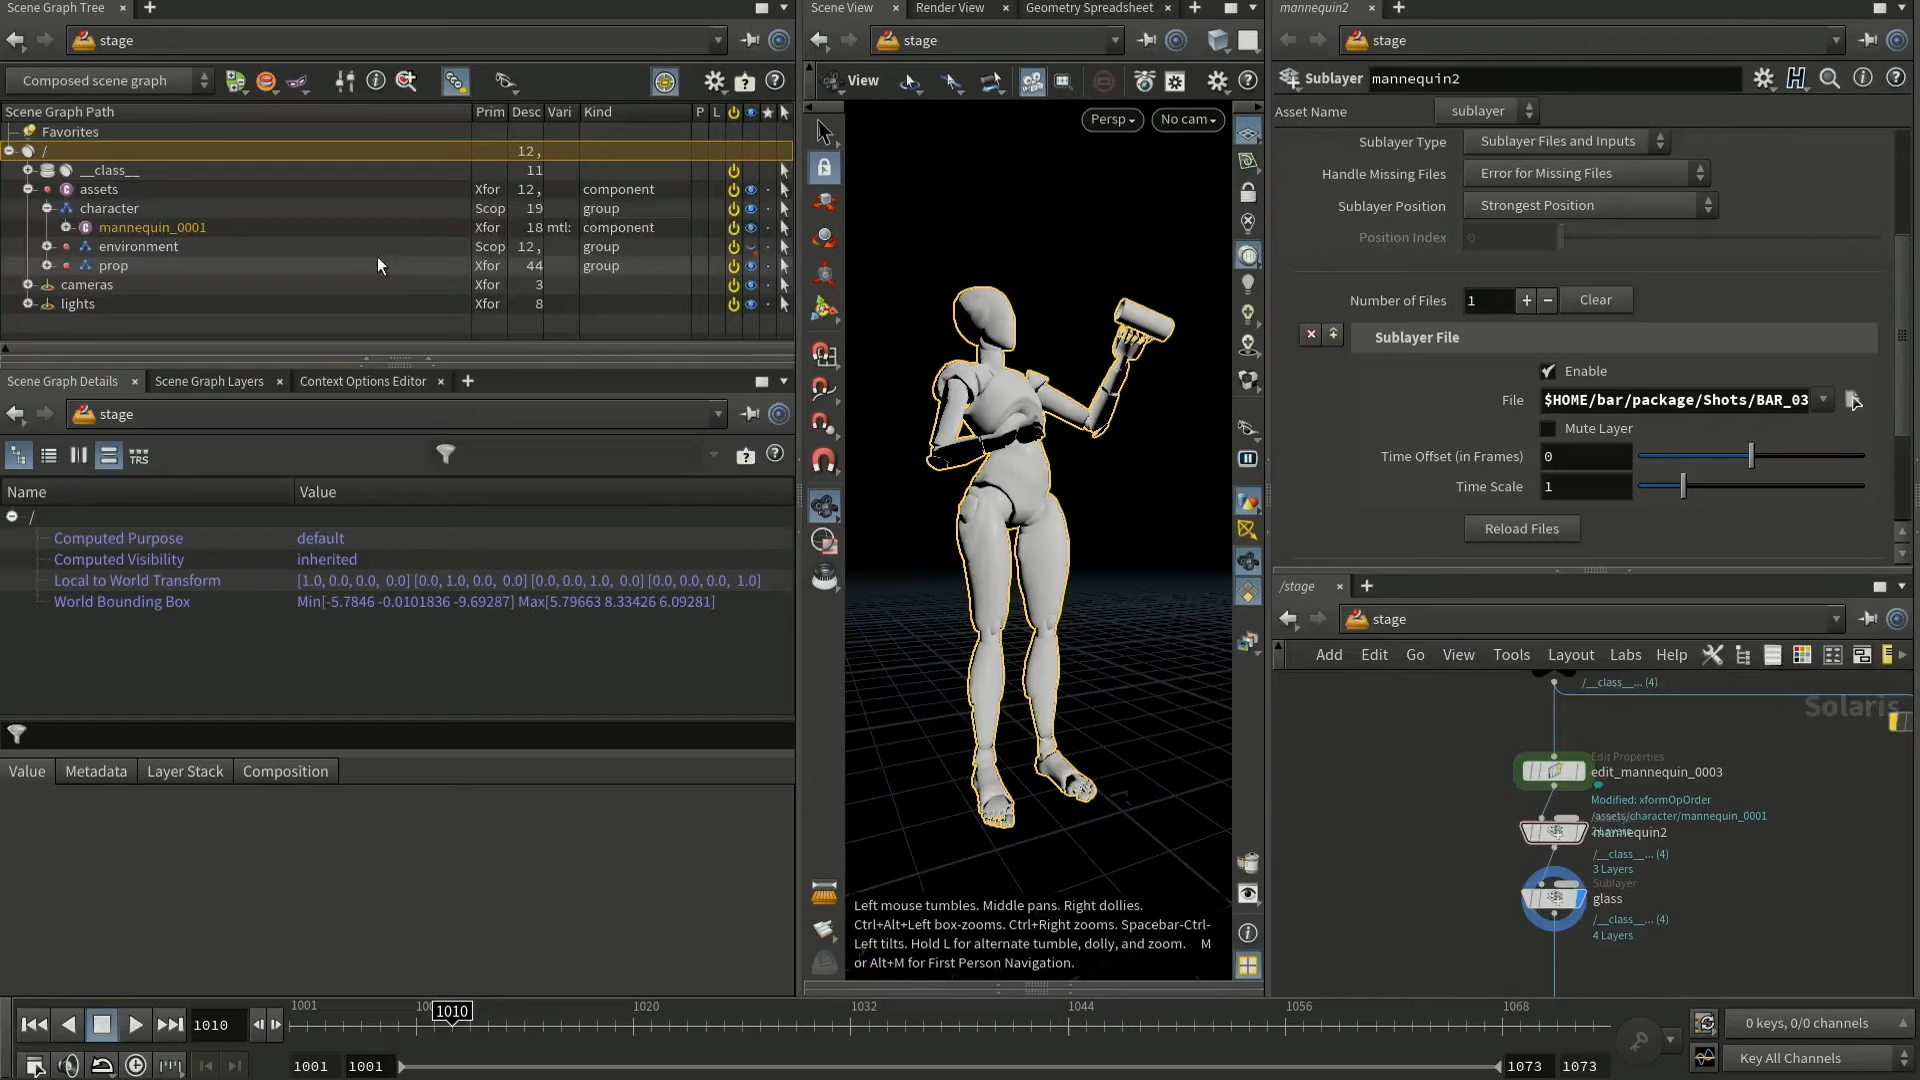 Scene Graph Tree
stage
Composed scene graph
Scene Graph Path Prim Desc Vari Kind P L
Favorites
/ 12,
__class__ 11
assets Xfor 12, component
character Scop 19 group
mannequin_0001 Xfor 18 mtl: component
environment Scop 12, group
prop Xfor 44 group
cameras Xfor 3
lights Xfor 8
Scene Graph Details Scene Graph Layers Context Options Editor
stage
TRS
Name Value
/
Computed Purpose default
Computed Visibility inherited
Local to World Transform [1.0, 0.0, 0.0, 0.0] [0.0, 1.0, 0.0, 0.0] [0.0, 0.0, 1.0, 0.0] [0.0, 0.0, 0.0, 1.0]
World Bounding Box Min[-5.7846 -0.0101836 -9.69287] Max[5.79663 8.33426 6.09281]
Value Metadata Layer Stack Composition
Scene View Render View Geometry Spreadsheet
stage
View
Persp No cam
Left mouse tumbles. Middle pans. Right dollies.
Ctrl+Alt+Left box-zooms. Ctrl+Right zooms. Spacebar-Ctrl-
Left tilts. Hold L for alternate tumble, dolly, and zoom. M
or Alt+M for First Person Navigation.
mannequin2
stage
Sublayer mannequin2
Asset Name sublayer
Sublayer Type Sublayer Files and Inputs
Handle Missing Files Error for Missing Files
Sublayer Position Strongest Position
Position Index 0
Number of Files 1 Clear
Sublayer File
Enable
File $HOME/bar/package/Shots/BAR_03
Mute Layer
Time Offset (in Frames) 0
Time Scale 1
Reload Files
/stage
stage
Add Edit Go View Tools Layout Labs Help
/__class__... (4)
Solaris
Edit Properties
edit_mannequin_0003
Modified: xformOpOrder
/assets/character/mannequin_0001
mannequin2
/__class__... (4)
3 Layers
Sublayer
glass
/__class__... (4)
4 Layers
1010
1001 1010 1020 1032 1044 1056 1068
0 keys, 0/0 channels
1001 1001 1073 1073
Key All Channels